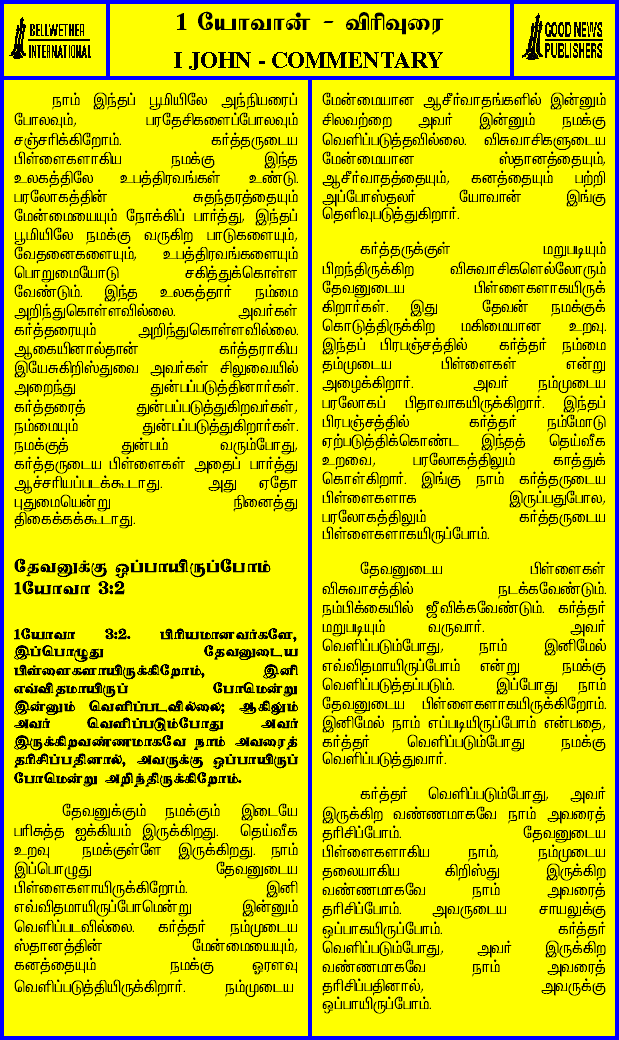 BELLWETHER
INTERNATIONAL
1 யோவான் - விரிவுரை
I JOHN - COMMENTARY
GOOD NEWS
PUBLISHERS
நாம் இந்தப் பூமியிலே அந்நியரைப்
போலவும், பரதேசிகளைப்போலவும்
சஞ்சரிக்கிறோம். கர்த்தருடைய
பிள்ளைகளாகிய நமக்கு இந்த
உலகத்திலே உபத்திரவங்கள் உண்டு.
பரலோகத்தின் சுதந்தரத்தையும்
மேன்மையையும் நோக்கிப் பார்த்து, இந்தப்
பூமியிலே நமக்கு வருகிற பாடுகளையும்,
வேதனைகளையும், உபத்திரவங்களையும்
பொறுமையோடு சகித்துக்கொள்ள
வேண்டும். இந்த உலகத்தார் நம்மை
அறிந்துகொள்ளவில்லை. அவர்கள்
கர்த்தரையும் அறிந்துகொள்ளவில்லை.
ஆகையினால்தான் கர்த்தராகிய
இயேசுகிறிஸ்துவை அவர்கள் சிலுவையில்
அறைந்து துன்பப்படுத்தினார்கள்.
கர்த்தரைத் துன்பப்படுத்துகிறவர்கள்,
நம்மையும் துன்பப்படுத்துகிறார்கள்.
நமக்குத் துன்பம் வரும்போது,
கர்த்தருடைய பிள்ளைகள் அதைப் பார்த்து
ஆச்சரியப்படக்கூடாது. அது ஏதோ
புதுமையென்று நினைத்து
திகைக்கக்கூடாது.
தேவனுக்கு ஒப்பாயிருப்போம்
1யோவா 3:2
1யோவா 3:2. பிரியமானவர்களே,
இப்பொழுது தேவனுடைய
பிள்ளைகளாயிருக்கிறோம், இனி
எவ்விதமாயிருப் போமென்று
இன்னும் வெளிப்படவில்லை; ஆகிலும்
அவர் வெளிப்படும்போது அவர்
இருக்கிறவண்ணமாகவே நாம் அவரைத்
தரிசிப்பதினால், அவருக்கு ஒப்பாயிருப்
போமென்று அறிந்திருக்கிறோம்.
தேவனுக்கும் நமக்கும் இடையே
பரிசுத்த ஐக்கியம் இருக்கிறது. தெய்வீக
உறவு நமக்குள்ளே இருக்கிறது. நாம்
இப்பொழுது தேவனுடைய
பிள்ளைகளாயிருக்கிறோம். இனி
எவ்விதமாயிருப்போமென்று இன்னும்
வெளிப்படவில்லை. கர்த்தர் நம்முடைய
ஸ்தானத்தின் மேன்மையையும்,
கனத்தையும் நமக்கு ஓரளவு
வெளிப்படுத்தியிருக்கிறார். நம்முடைய
மேன்மையான ஆசீர்வாதங்களில் இன்னும்
சிலவற்றை அவர் இன்னும் நமக்கு
வெளிப்படுத்தவில்லை. விசுவாசிகளுடைய
மேன்மையான ஸ்தானத்தையும்,
ஆசீர்வாதத்தையும், கனத்தையும் பற்றி
அப்போஸ்தலர் யோவான் இங்கு
தெளிவுபடுத்துகிறார்.
கர்த்தருக்குள் மறுபடியும்
பிறந்திருக்கிற விசுவாசிகளெல்லோரும்
தேவனுடைய பிள்ளைகளாகயிருக்
கிறார்கள். இது தேவன் நமக்குக்
கொடுத்திருக்கிற மகிமையான உறவு.
இந்தப் பிரபஞ்சத்தில் கர்த்தர் நம்மை
தம்முடைய பிள்ளைகள் என்று
அழைக்கிறார். அவர் நம்முடைய
பரலோகப் பிதாவாகயிருக்கிறார். இந்தப்
பிரபஞ்சத்தில் கர்த்தர் நம்மோடு
ஏற்படுத்திக்கொண்ட இந்தத் தெய்வீக
உறவை, பரலோகத்திலும் காத்துக்
கொள்கிறார். இங்கு நாம் கர்த்தருடைய
பிள்ளைகளாக இருப்பதுபோல,
பரலோகத்திலும் கர்த்தருடைய
பிள்ளைகளாகயிருப்போம்.
தேவனுடைய பிள்ளைகள்
விசுவாசத்தில் நடக்கவேண்டும்.
நம்பிக்கையில் ஜீவிக்கவேண்டும். கர்த்தர்
மறுபடியும் வருவார். அவர்
வெளிப்படும்போது, நாம் இனிமேல்
எவ்விதமாயிருப்போம் என்று நமக்கு
வெளிப்படுத்தப்படும். இப்போது நாம்
தேவனுடைய பிள்ளைகளாகயிருக்கிறோம்.
இனிமேல் நாம் எப்படியிருப்போம் என்பதை,
கர்த்தர் வெளிப்படும்போது நமக்கு
வெளிப்படுத்துவார்.
கர்த்தர் வெளிப்படும்போது, அவர்
இருக்கிற வண்ணமாகவே நாம் அவரைத்
தரிசிப்போம். தேவனுடைய
பிள்ளைகளாகிய நாம், நம்முடைய
தலையாகிய கிறிஸ்து இருக்கிற
வண்ணமாகவே நாம் அவரைத்
தரிசிப்போம். அவருடைய சாயலுக்கு
ஒப்பாகயிருப்போம். கர்த்தர்
வெளிப்படும்போது, அவர் இருக்கிற
வண்ணமாகவே நாம் அவரைத்
தரிசிப்பதினால், அவருக்கு
ஒப்பாயிருப்போம்.